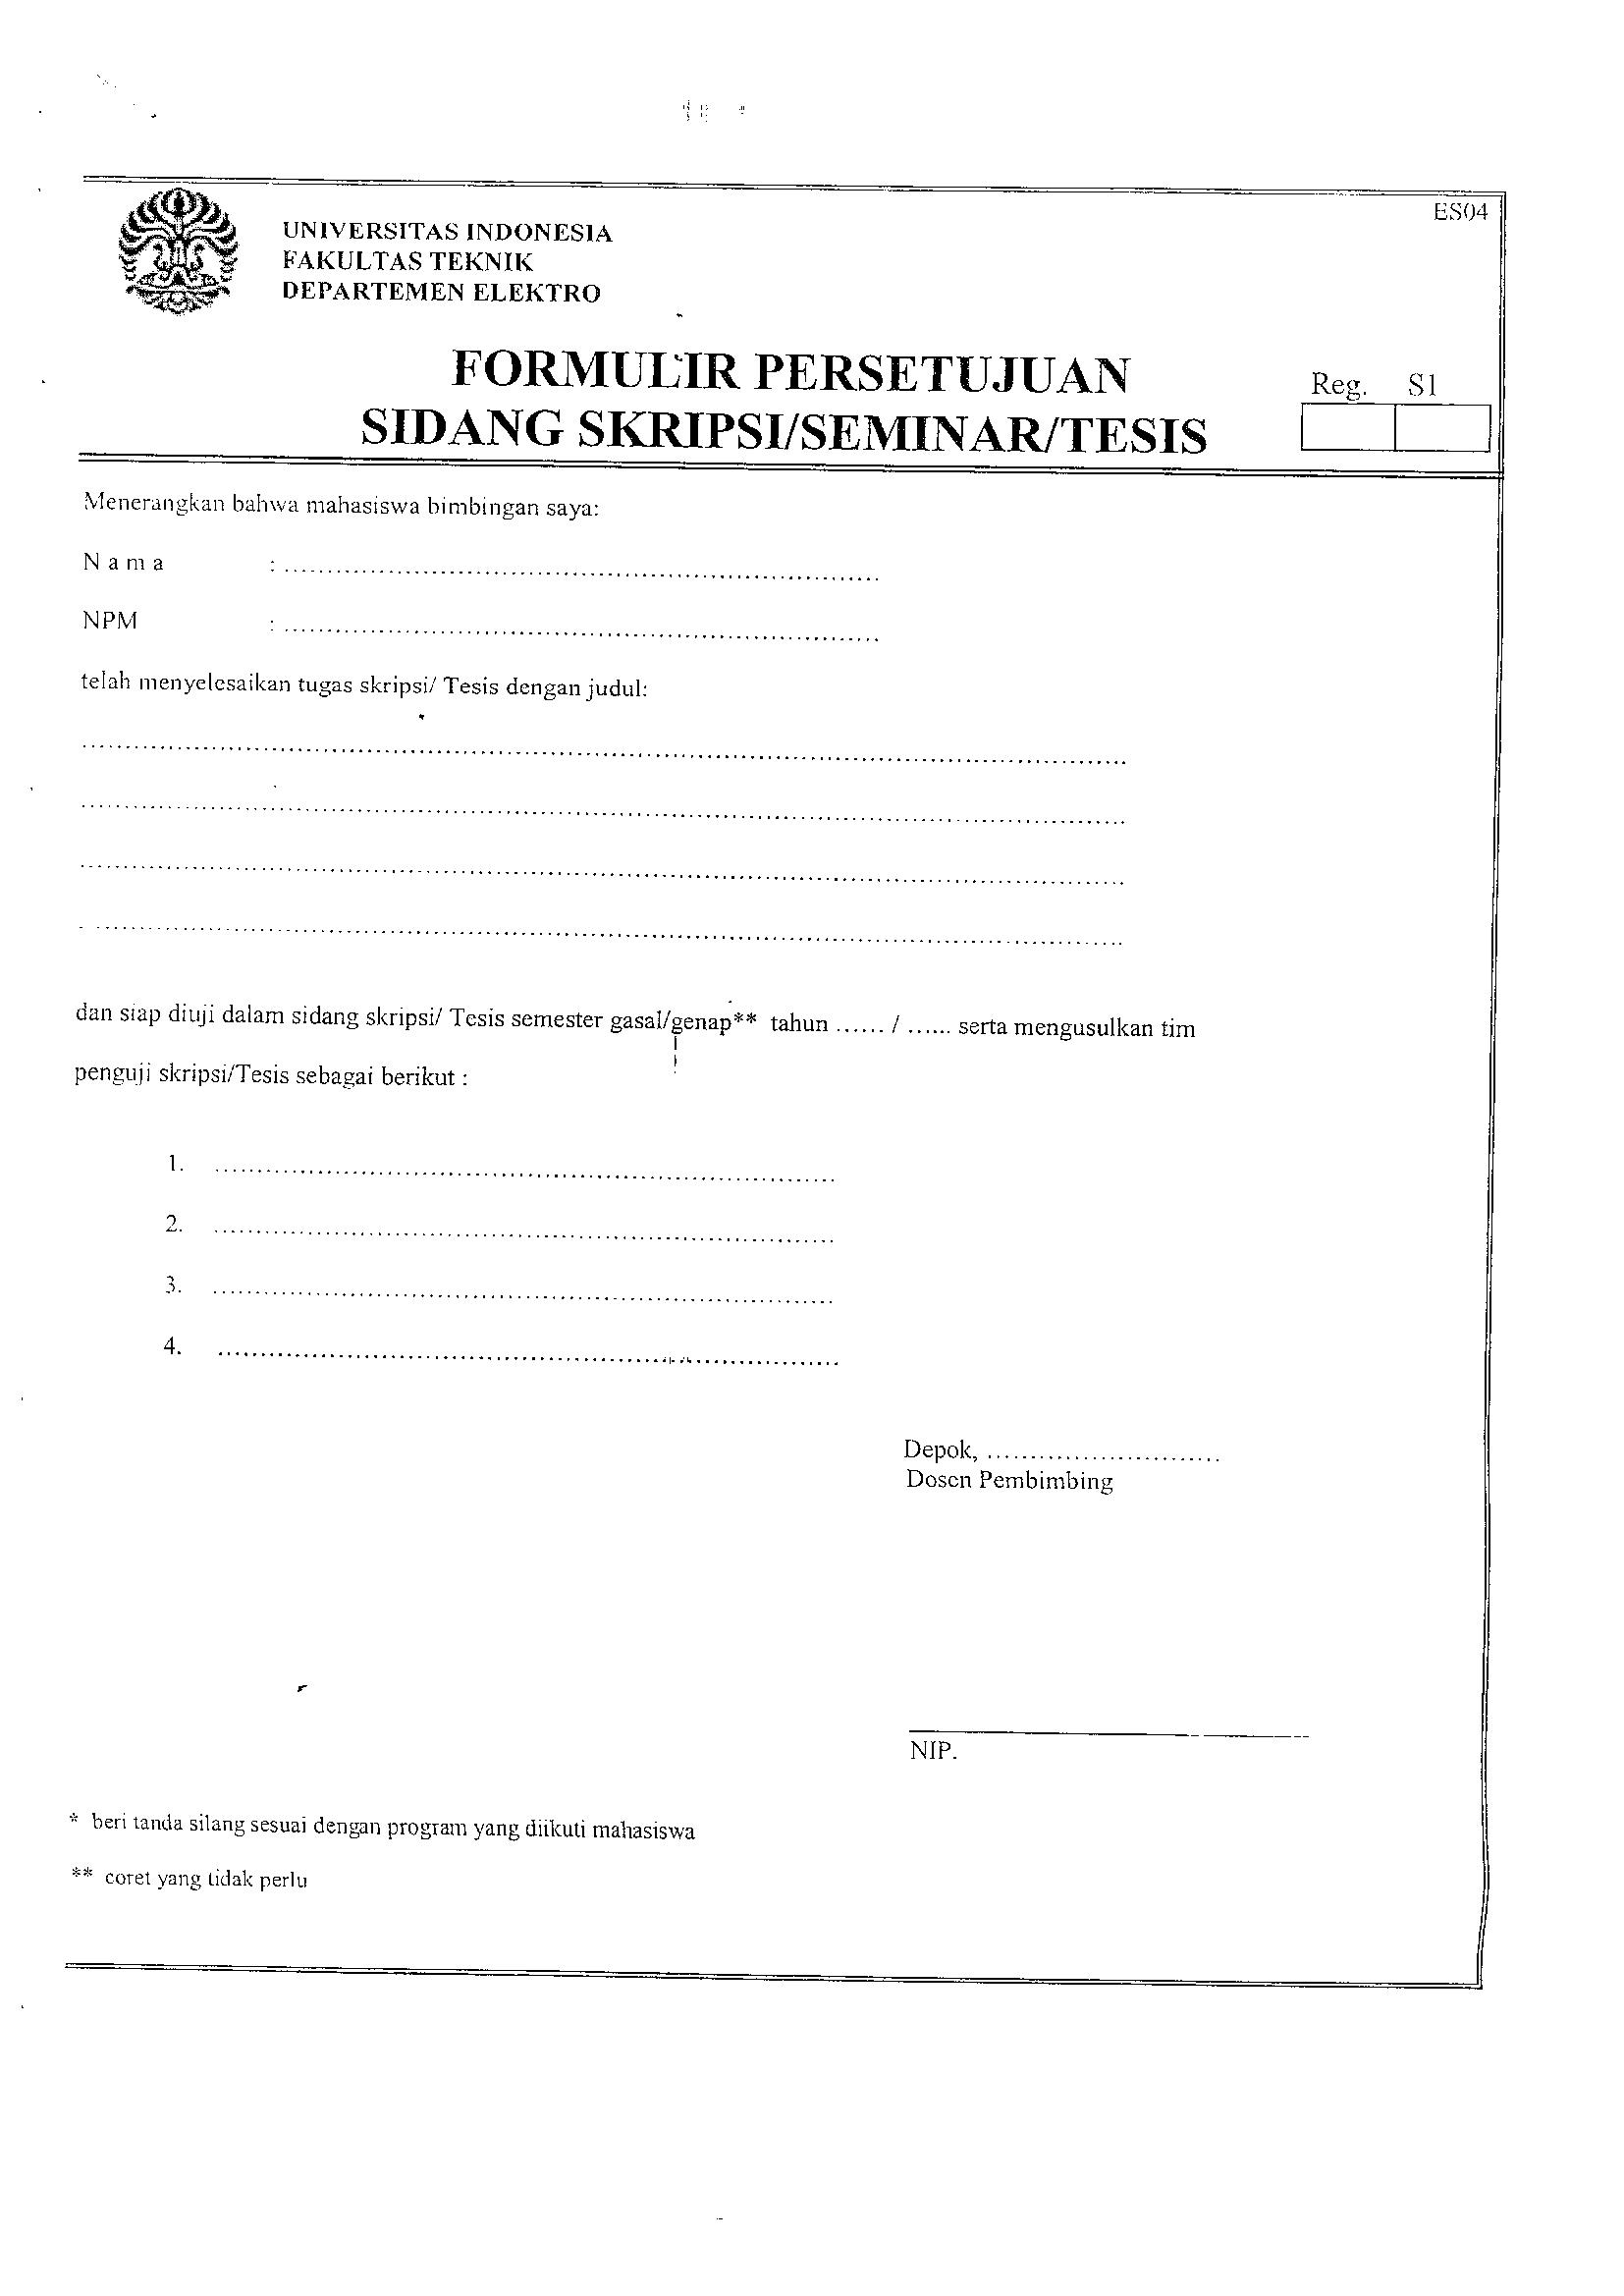 ES04
UNIVERSITAS INDONESIA
FAKULTAS TEKNIK
DEPARTEMEN ELEKTRO
FORMULIR PERSETUJUAN
SIDANG SKRIPSI/SEMINAR/TESIS
Reg. S1
Menerangkan bahwa mahasiswa bimbingan saya:
N a m a : ......................................................................
NPM : ......................................................................
telah menyelesaikan tugas skripsi/ Tesis dengan judul:
..............................................................................................................
..............................................................................................................
..............................................................................................................
..............................................................................................................
dan siap diuji dalam sidang skripsi/ Tesis semester gasal/genap** tahun ...... / ...... serta mengusulkan tim
penguji skripsi/Tesis sebagai berikut :
1. ........................................................................
2. ........................................................................
3. ........................................................................
4. ........................................................................
Depok, ...........................
Dosen Pembimbing
NIP.
* beri tanda silang sesuai dengan program yang diikuti mahasiswa
** coret yang tidak perlu